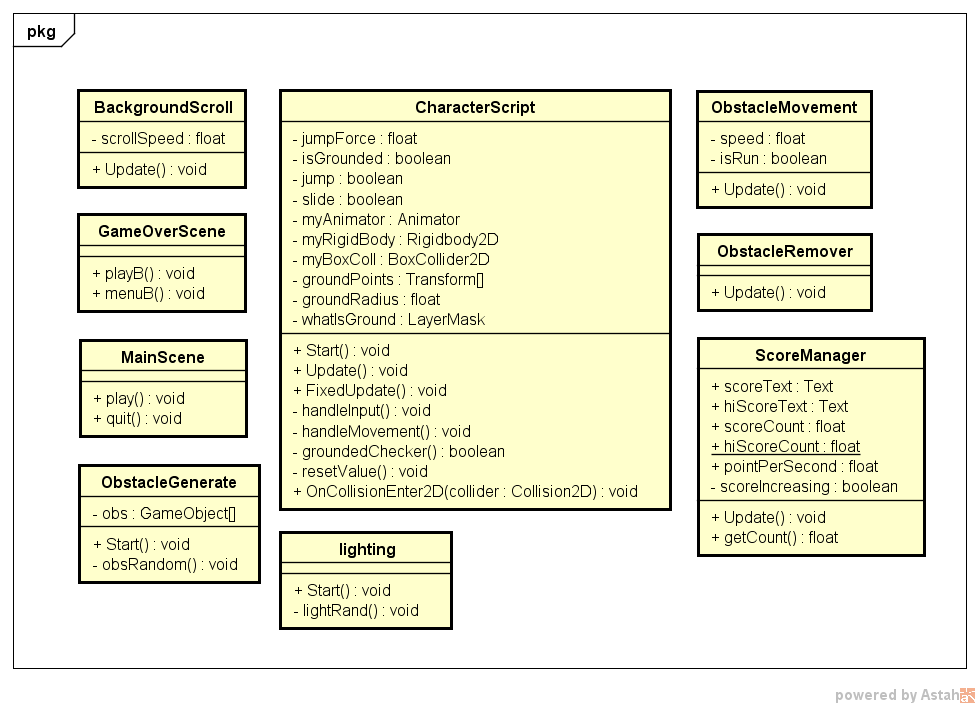 pkg
BackgroundScroll
- scrollSpeed : float
+ Update() : void
GameOverScene
+ playB() : void
+ menuB() : void
MainScene
+ play() : void
+ quit() : void
ObstacleGenerate
- obs : GameObject[]
+ Start() : void
- obsRandom() : void
CharacterScript
- jumpForce : float
- isGrounded : boolean
- jump : boolean
- slide : boolean
- myAnimator : Animator
- myRigidBody : Rigidbody2D
- myBoxColl : BoxCollider2D
- groundPoints : Transform[]
- groundRadius : float
- whatIsGround : LayerMask
+ Start() : void
+ Update() : void
+ FixedUpdate() : void
- handleInput() : void
- handleMovement() : void
- groundedChecker() : boolean
- resetValue() : void
+ OnCollisionEnter2D(collider : Collision2D) : void
lighting
+ Start() : void
- lightRand() : void
ObstacleMovement
- speed : float
- isRun : boolean
+ Update() : void
ObstacleRemover
+ Update() : void
ScoreManager
+ scoreText : Text
+ hiScoreText : Text
+ scoreCount : float
+ hiScoreCount : float
+ pointPerSecond : float
- scoreIncreasing : boolean
+ Update() : void
+ getCount() : float
powered by Astah